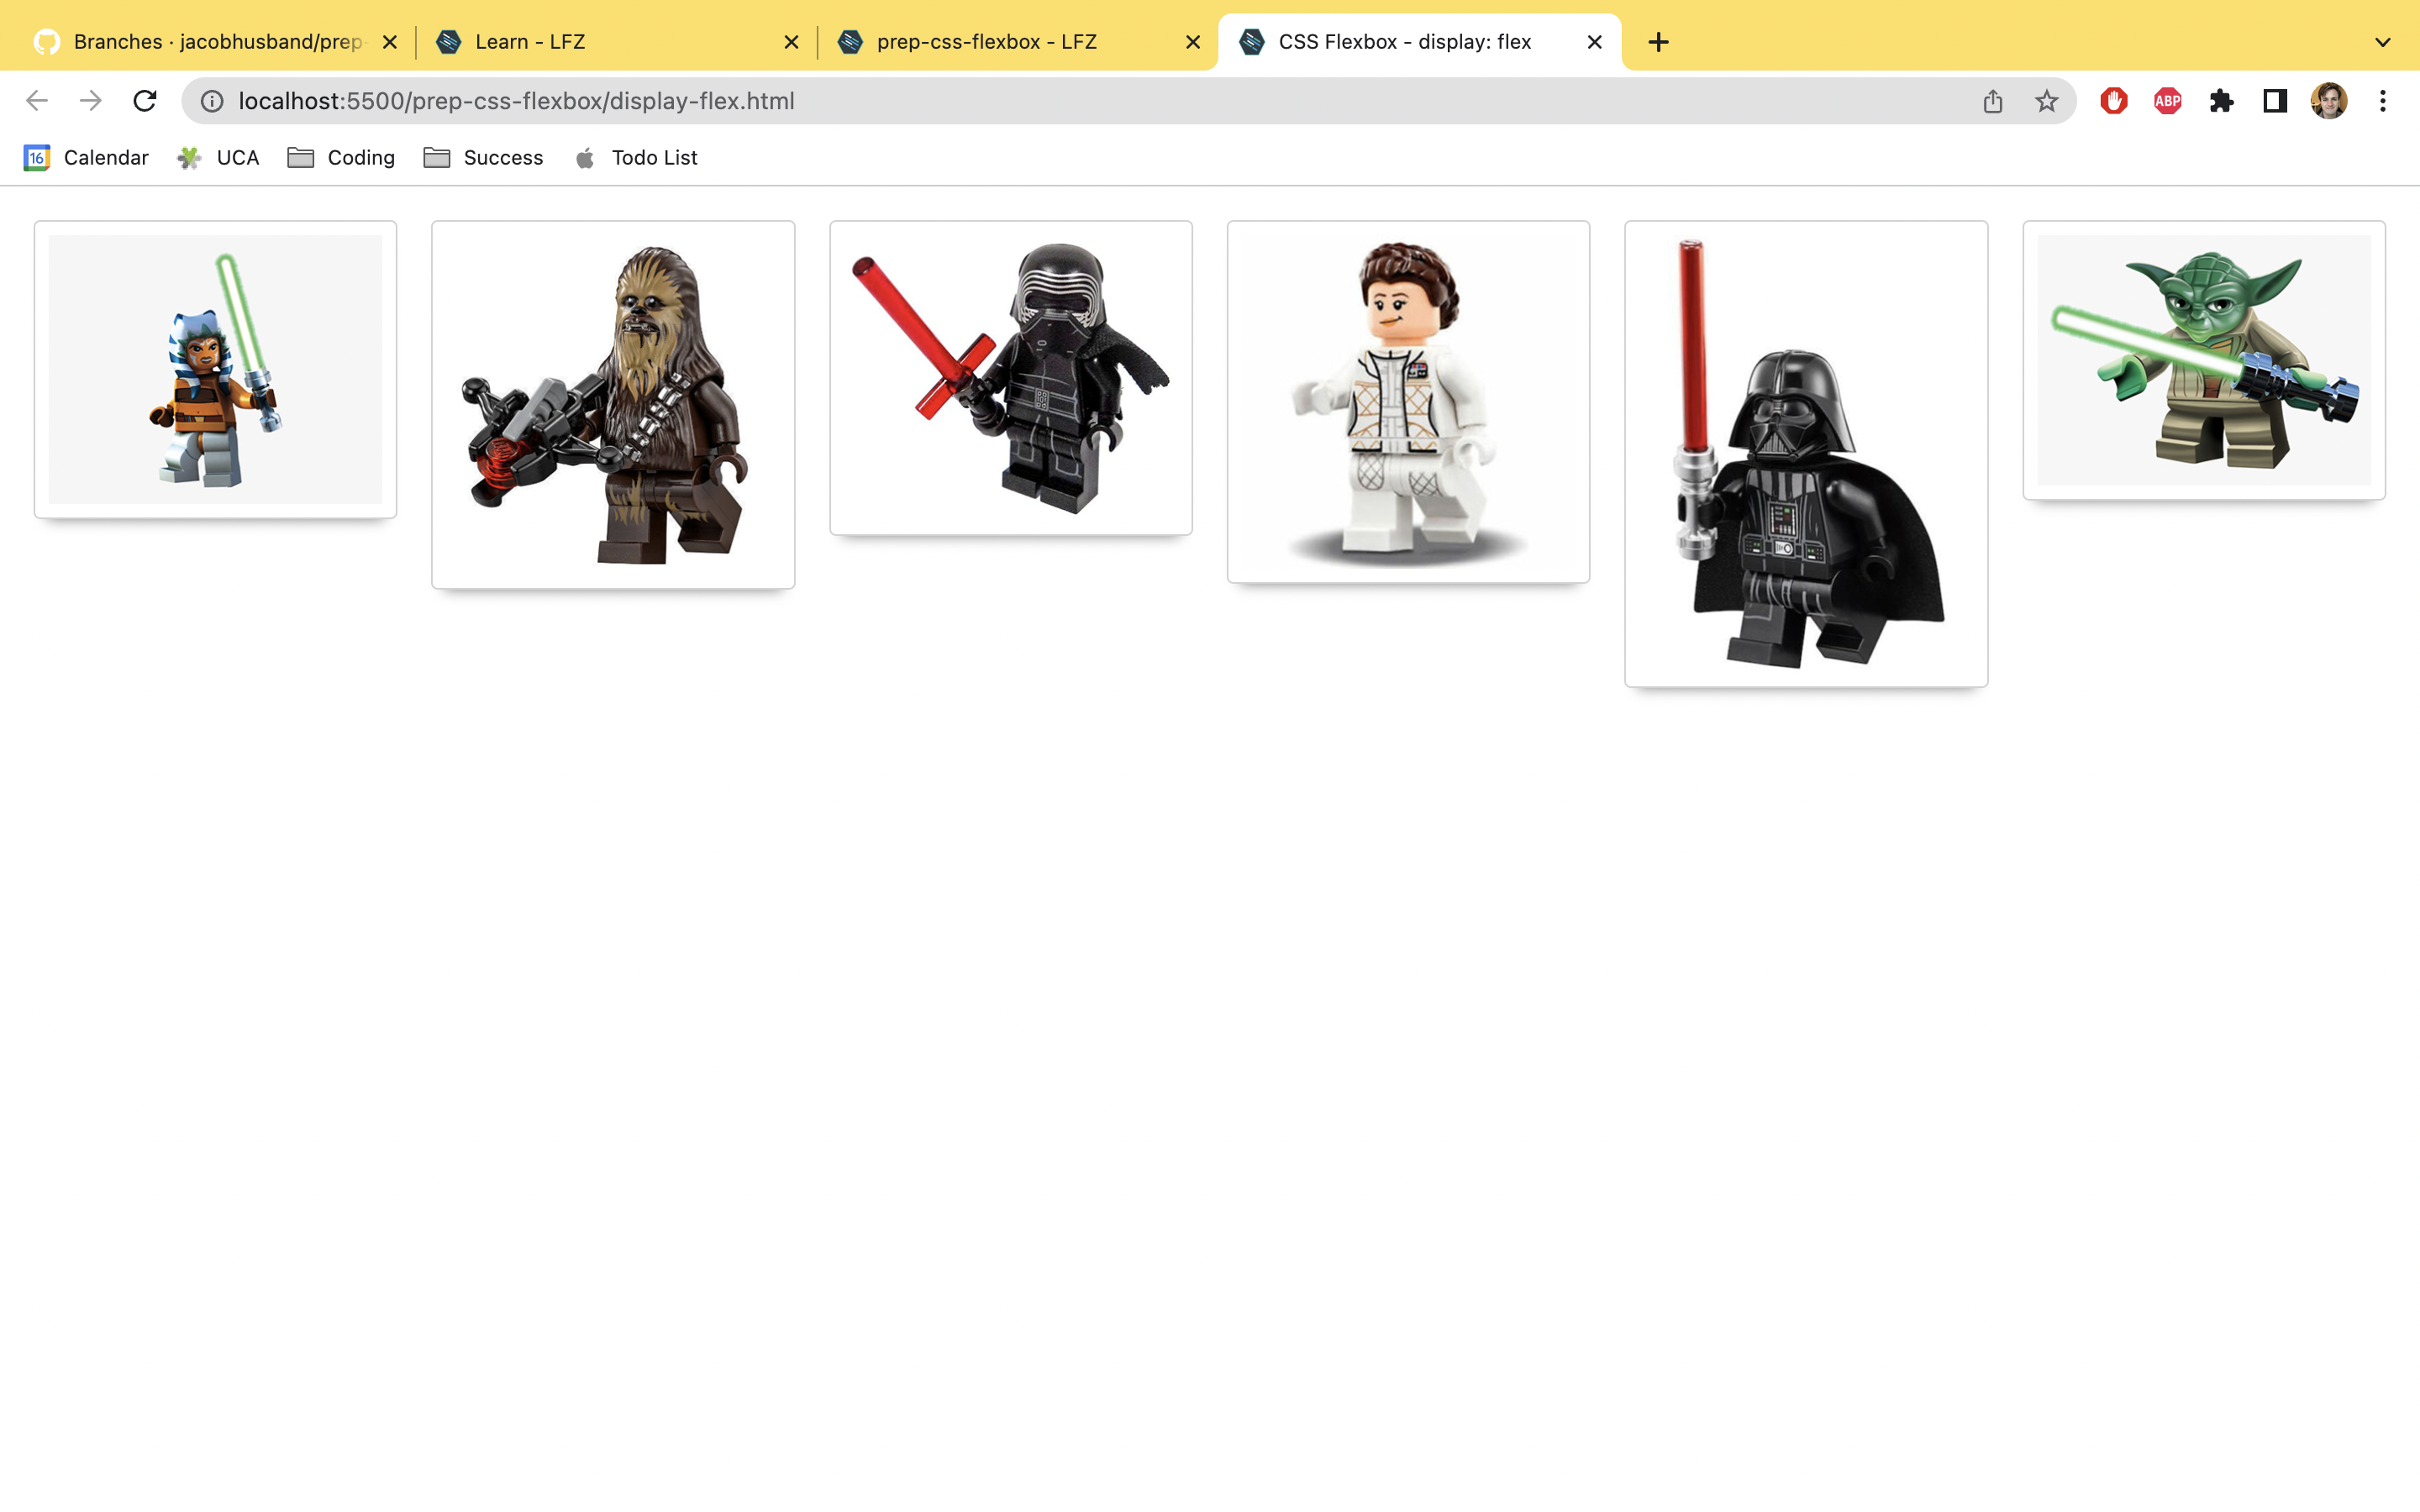 Branches · jacobhusband/prep-
Learn - LFZ
prep-css-flexbox - LFZ
CSS Flexbox - display: flex
localhost:5500/prep-css-flexbox/display-flex.html
ABP
16 Calendar
UCA
Coding
Success
Todo List